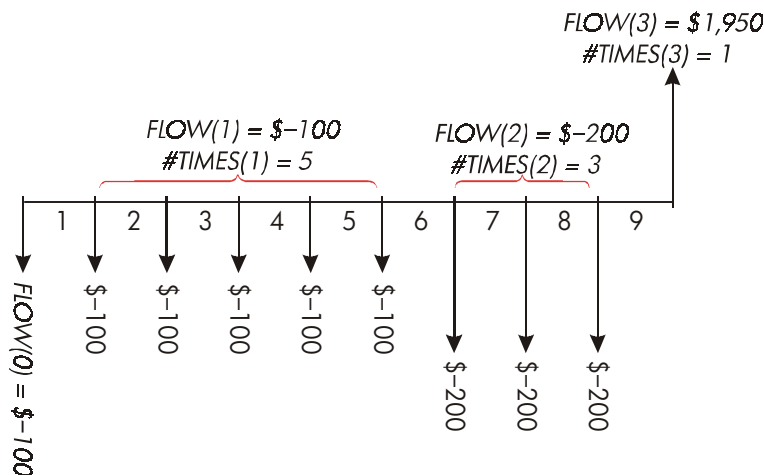 FLOW(3) = $1,950
#TIMES(3) = 1
FLOW(1) = $−100
#TIMES(1) = 5
FLOW(2) = $−200
#TIMES(2) = 3
1 2 3 4 5 6 7 8 9
FLOW(0) = $−100
$−100
$−100
$−100
$−100
$−100
$−200
$−200
$−200